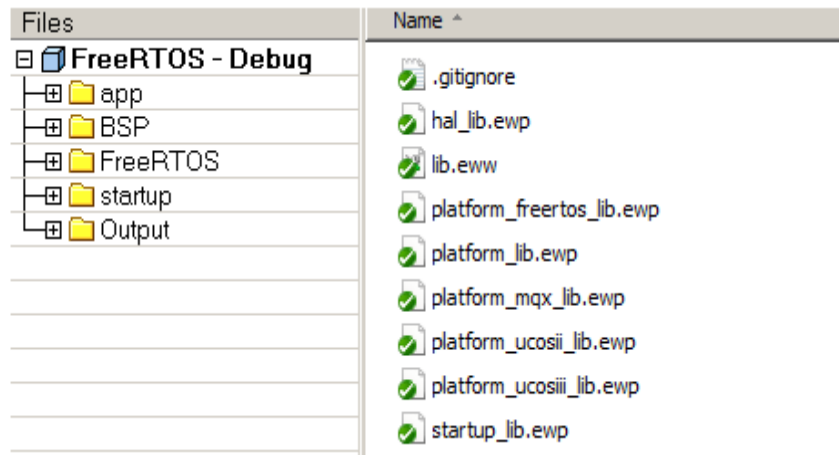 Files
FreeRTOS - Debug
app
BSP
FreeRTOS
startup
Output
Name
.gitignore
hal_lib.ewp
lib.eww
platform_freertos_lib.ewp
platform_lib.ewp
platform_mqx_lib.ewp
platform_ucosii_lib.ewp
platform_ucosiii_lib.ewp
startup_lib.ewp